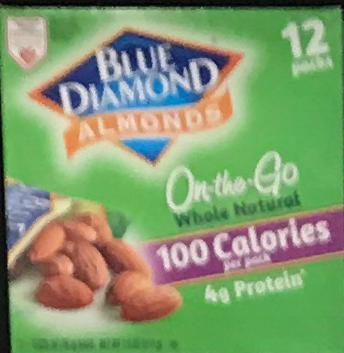 12
packs
BLUE
DIAMOND
ALMONDS
On-the-Go
Whole Natural
100 Calories
per pack
4g Protein